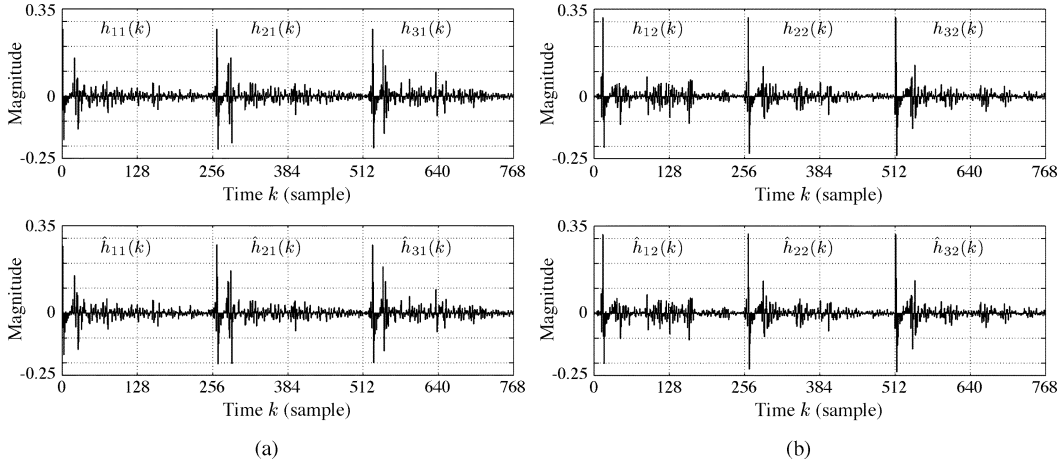 0.35
h₁₁(k) h₂₁(k) h₃₁(k)
Magnitude
0
-0.25
0 128 256 384 512 640 768
Time k (sample)
0.35
ĥ₁₁(k) ĥ₂₁(k) ĥ₃₁(k)
Magnitude
0
-0.25
0 128 256 384 512 640 768
Time k (sample)
(a)
0.35
h₁₂(k) h₂₂(k) h₃₂(k)
Magnitude
0
-0.25
0 128 256 384 512 640 768
Time k (sample)
0.35
ĥ₁₂(k) ĥ₂₂(k) ĥ₃₂(k)
Magnitude
0
-0.25
0 128 256 384 512 640 768
Time k (sample)
(b)